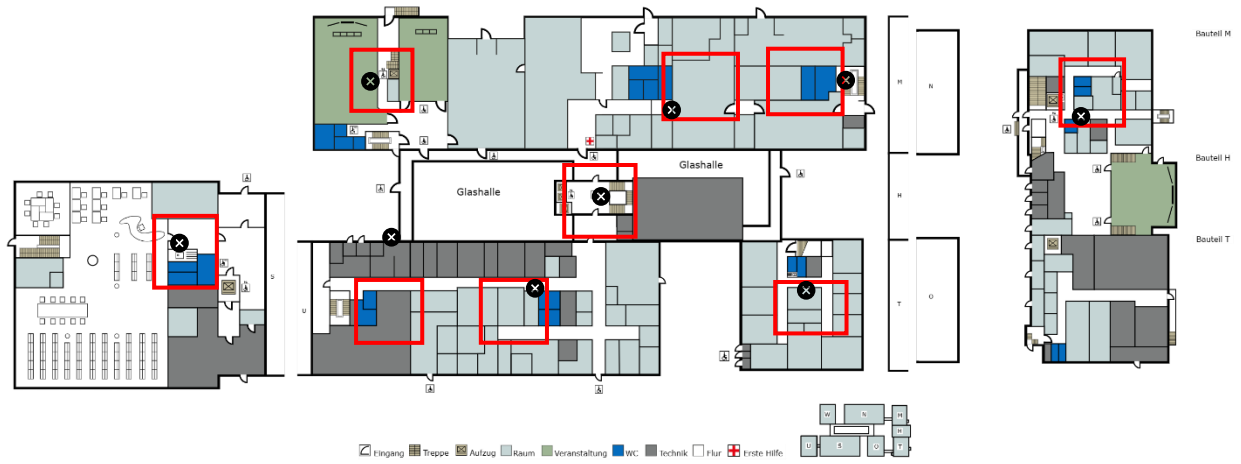 Bauteil M
M
N
Glashalle
Glashalle
Bauteil H
S
H
Bauteil T
U
T
O
W
N
M
H
U
S
O
T
Eingang
Treppe
Aufzug
Raum
Veranstaltung
WC
Technik
Flur
Erste Hilfe